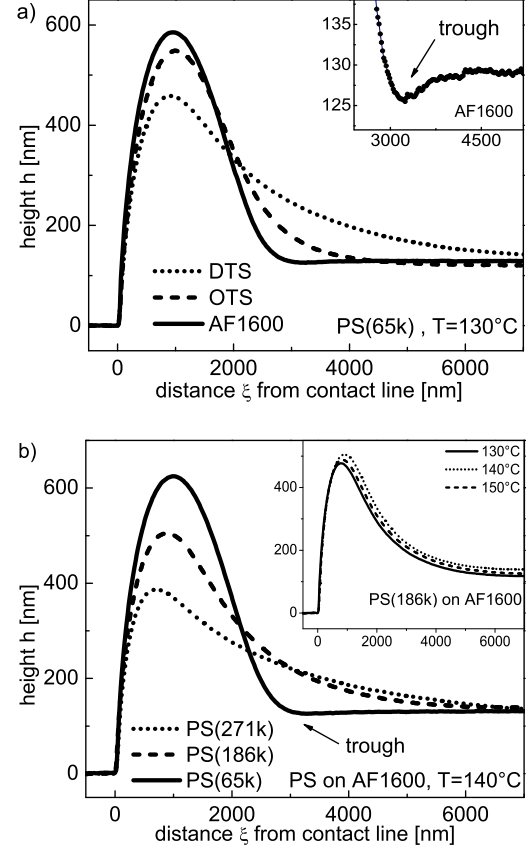 a)
600
400
200
0
height h [nm]
0 2000 4000 6000
distance ξ from contact line [nm]
DTS
OTS
AF1600
PS(65k) , T=130°C
135
130
125
3000 4500
trough
AF1600
b)
600
400
200
0
height h [nm]
0 2000 4000 6000
distance ξ from contact line [nm]
PS(271k)
PS(186k)
PS(65k)
trough
PS on AF1600, T=140°C
400
200
0
0 1000 2000 4000 6000
130°C
140°C
150°C
PS(186k) on AF1600